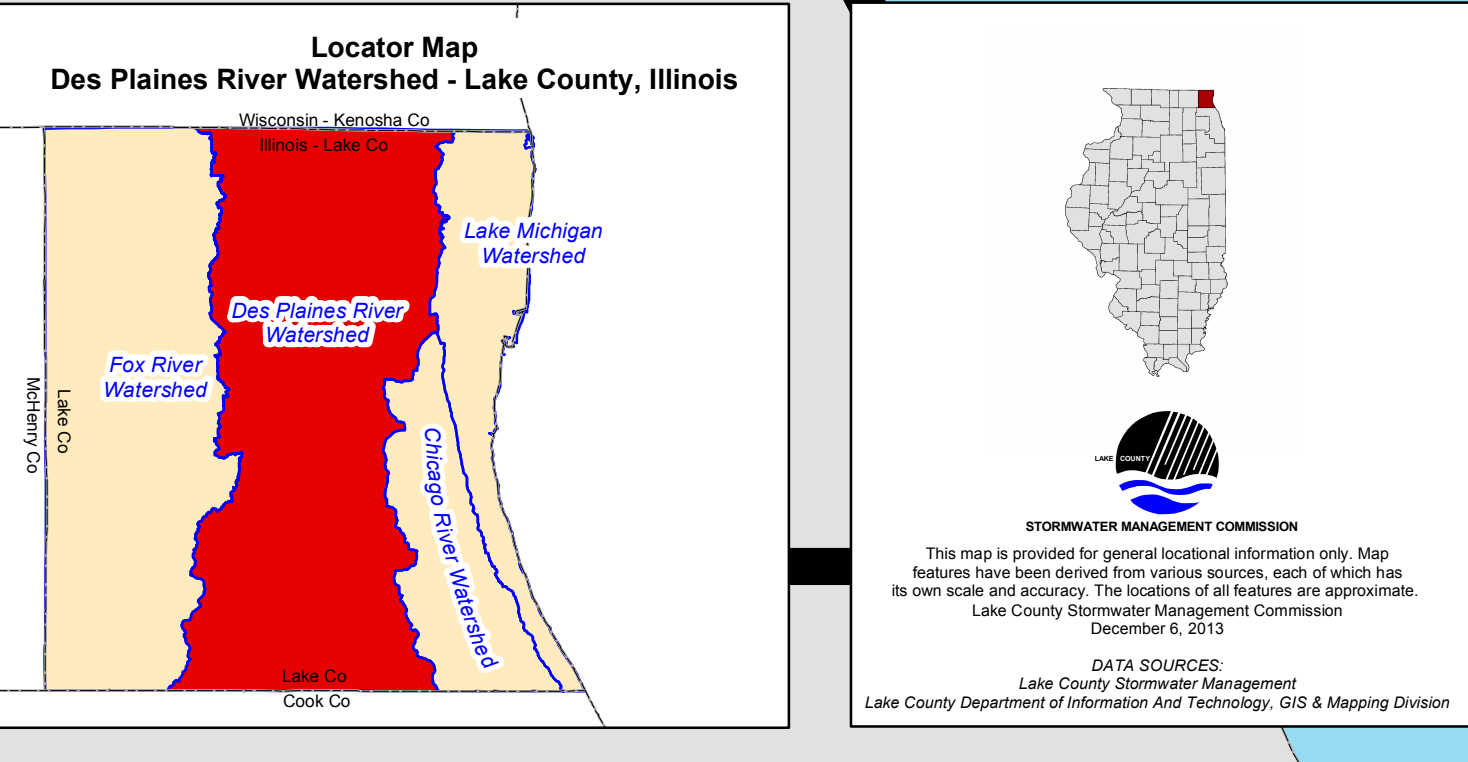 Locator Map
Des Plaines River Watershed - Lake County, Illinois
Wisconsin - Kenosha Co
Illinois - Lake Co
Lake Michigan
Watershed
Des Plaines River
Watershed
Fox River
Watershed
McHenry Co
Lake Co
Chicago River Watershed
Lake Co
Cook Co
LAKE COUNTY
STORMWATER MANAGEMENT COMMISSION
This map is provided for general locational information only. Map
features have been derived from various sources, each of which has
its own scale and accuracy. The locations of all features are approximate.
Lake County Stormwater Management Commission
December 6, 2013
DATA SOURCES:
Lake County Stormwater Management
Lake County Department of Information And Technology, GIS & Mapping Division